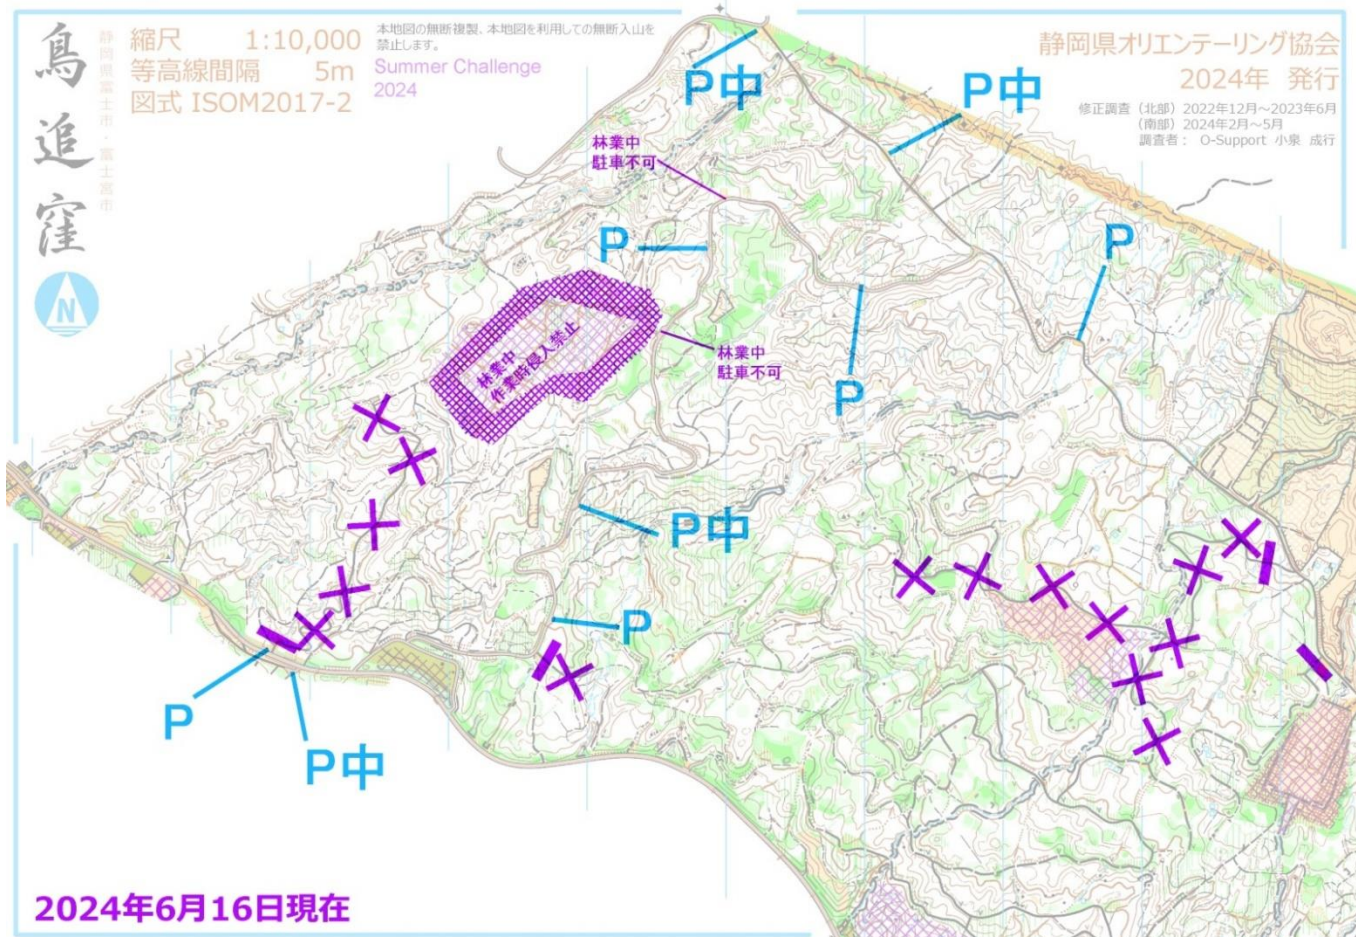 鳥追窪
静岡県富士市・富士宮市
縮尺 1:10,000
等高線間隔 5m
図式 ISOM2017-2
本地図の無断複製、本地図を利用しての無断入山を
禁止します。
Summer Challenge
2024
静岡県オリエンテーリング協会
2024年 発行
修正調査（北部）2022年12月～2023年6月
（南部）2024年2月～5月
調査者： O-Support 小泉 成行
N
P中
P中
林業中
駐車不可
P
P
林業中
作業時侵入禁止
林業中
駐車不可
P
P中
P
P
P中
2024年6月16日現在